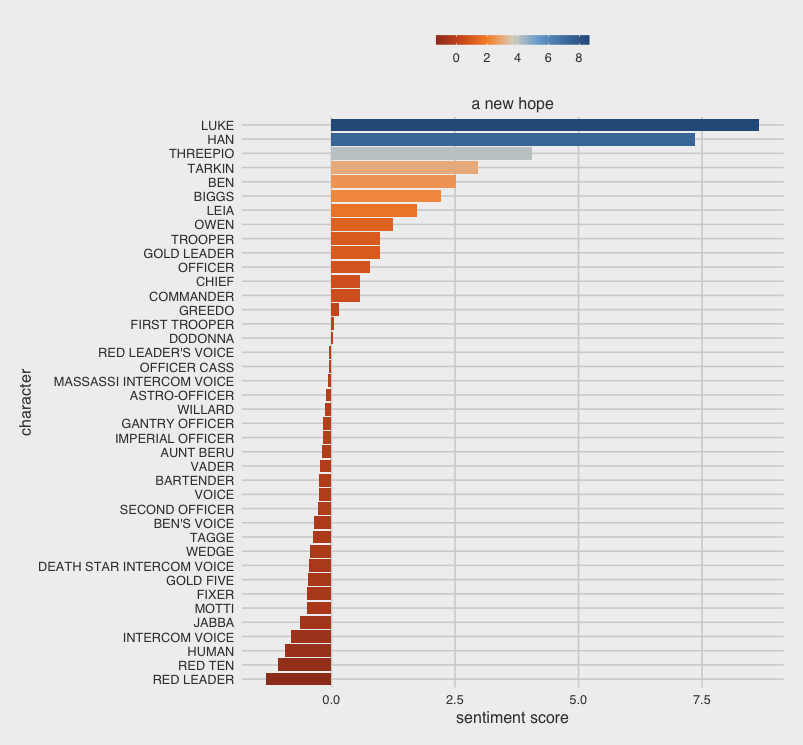 0 2 4 6 8
a new hope
LUKE
HAN
THREEPIO
TARKIN
BEN
BIGGS
LEIA
OWEN
TROOPER
GOLD LEADER
OFFICER
CHIEF
COMMANDER
GREEDO
FIRST TROOPER
DODONNA
RED LEADER'S VOICE
OFFICER CASS
MASSASSI INTERCOM VOICE
ASTRO-OFFICER
WILLARD
GANTRY OFFICER
IMPERIAL OFFICER
AUNT BERU
VADER
BARTENDER
VOICE
SECOND OFFICER
BEN'S VOICE
TAGGE
WEDGE
DEATH STAR INTERCOM VOICE
GOLD FIVE
FIXER
MOTTI
JABBA
INTERCOM VOICE
HUMAN
RED TEN
RED LEADER
character
0.0 2.5 5.0 7.5
sentiment score